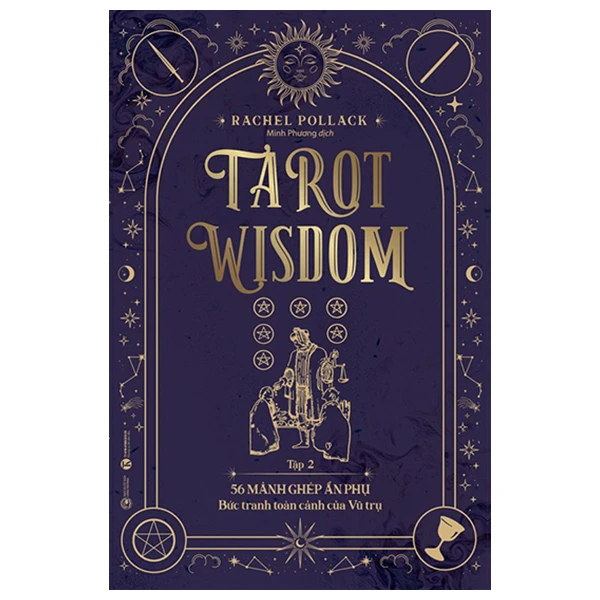 RACHEL POLLACK
Minh Phương dịch
TAROT
WISDOM
Tập 2
56 MẢNH GHÉP ẨN PHỤ
Bức tranh toàn cảnh của Vũ trụ